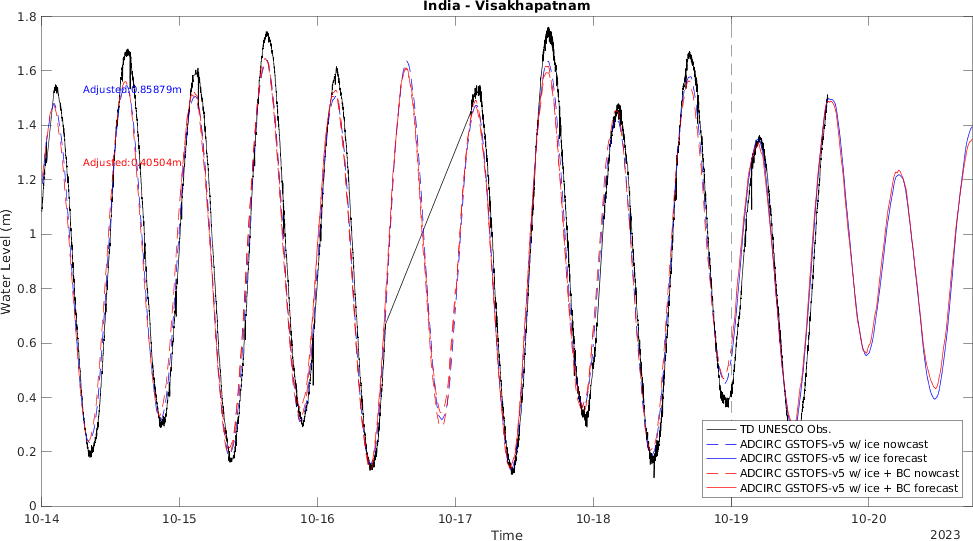 India - Visakhapatnam
1.8
1.6
1.4
1.2
1
0.8
0.6
0.4
0.2
0
Water Level (m)
Adjusted:0.85879m
Adjusted:0.40504m
TD UNESCO Obs.
ADCIRC GSTOFS-v5 w/ ice nowcast
ADCIRC GSTOFS-v5 w/ ice forecast
ADCIRC GSTOFS-v5 w/ ice + BC nowcast
ADCIRC GSTOFS-v5 w/ ice + BC forecast
10-14 10-15 10-16 10-17 10-18 10-19 10-20
Time
2023